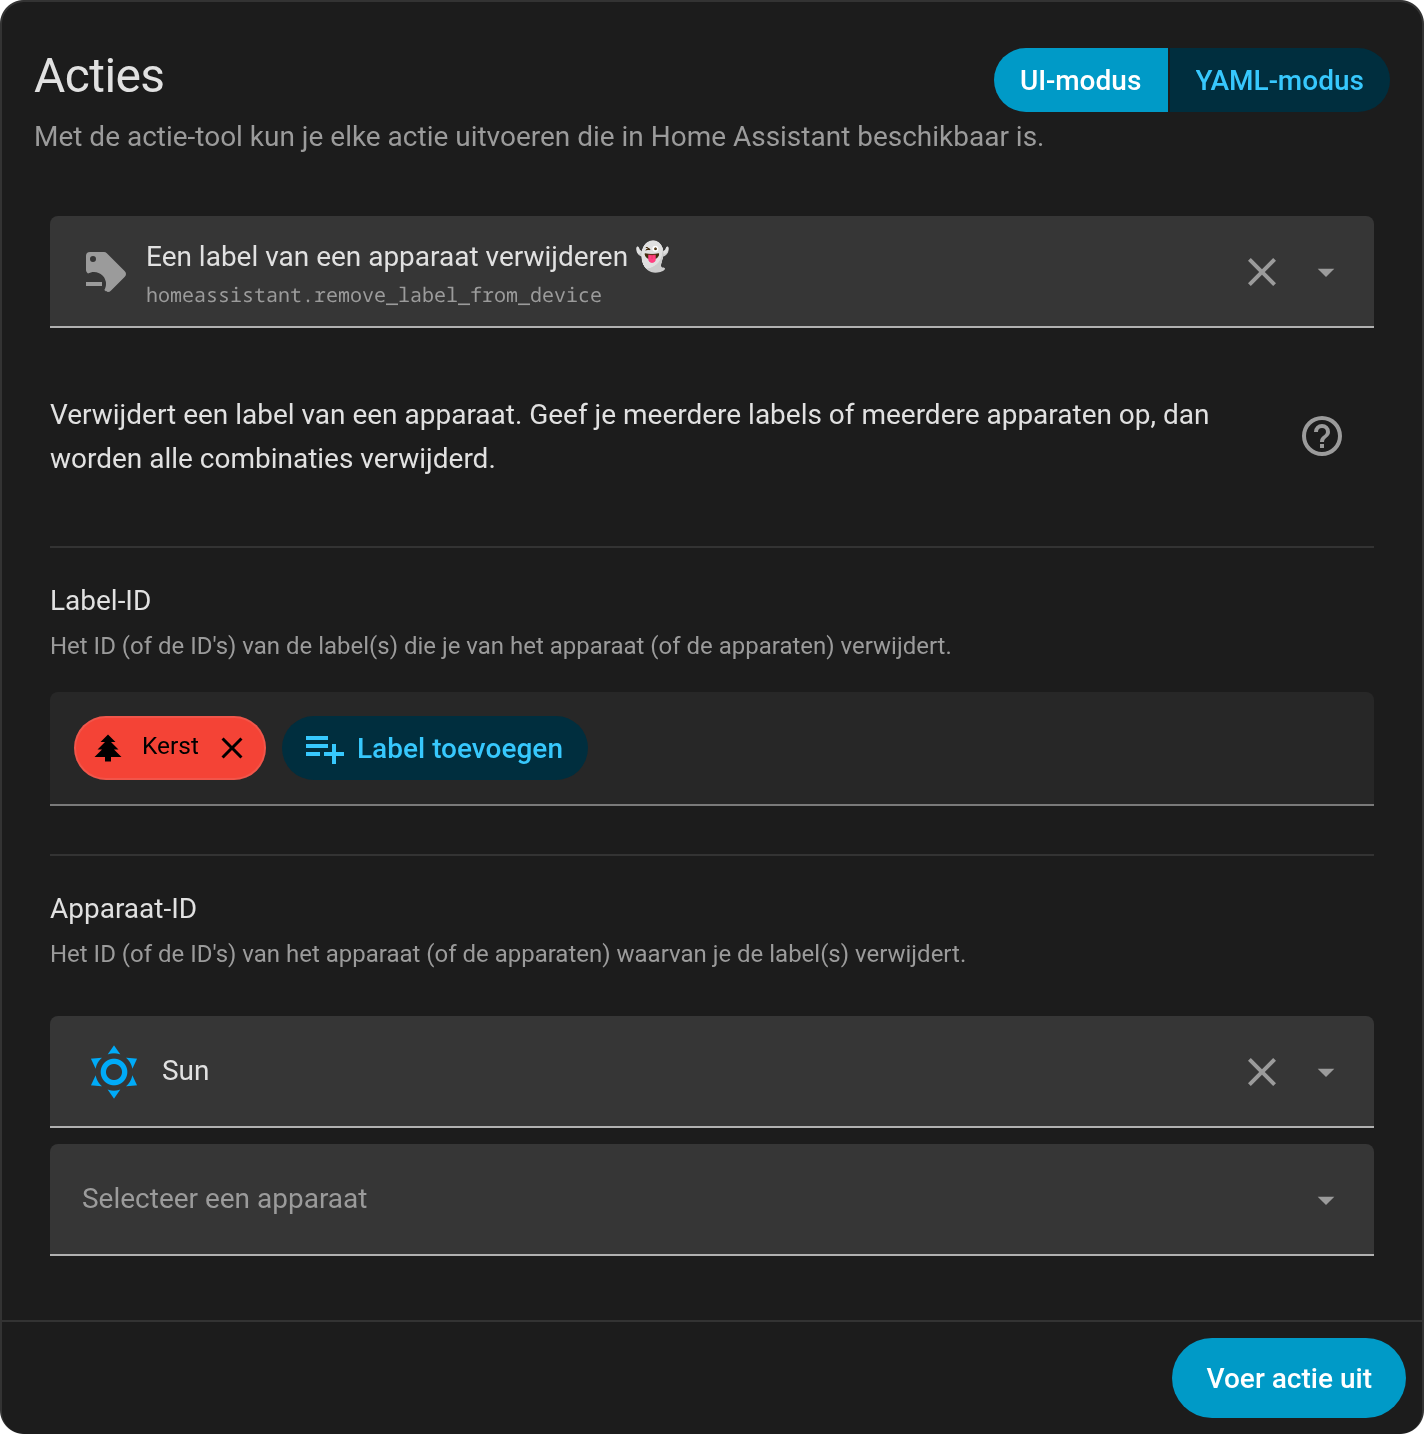 Acties
UI-modus
YAML-modus
Met de actie-tool kun je elke actie uitvoeren die in Home Assistant beschikbaar is.
Een label van een apparaat verwijderen 👻
homeassistant.remove_label_from_device
Verwijdert een label van een apparaat. Geef je meerdere labels of meerdere apparaten op, dan
worden alle combinaties verwijderd.
Label-ID
Het ID (of de ID's) van de label(s) die je van het apparaat (of de apparaten) verwijdert.
Kerst
Label toevoegen
Apparaat-ID
Het ID (of de ID's) van het apparaat (of de apparaten) waarvan je de label(s) verwijdert.
Sun
Selecteer een apparaat
Voer actie uit